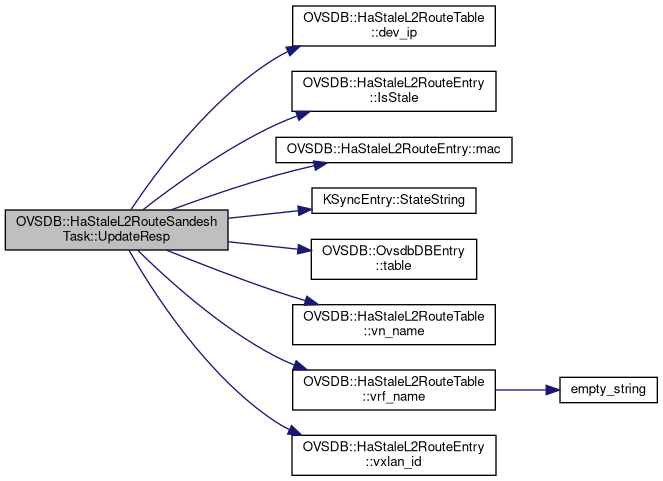 OVSDB::HaStaleL2RouteSandesh
Task::UpdateResp
OVSDB::HaStaleL2RouteTable
::dev_ip
OVSDB::HaStaleL2RouteEntry
::IsStale
OVSDB::HaStaleL2RouteEntry::mac
KSyncEntry::StateString
OVSDB::OvsdbDBEntry
::table
OVSDB::HaStaleL2RouteTable
::vn_name
OVSDB::HaStaleL2RouteTable
::vrf_name
empty_string
OVSDB::HaStaleL2RouteEntry
::vxlan_id